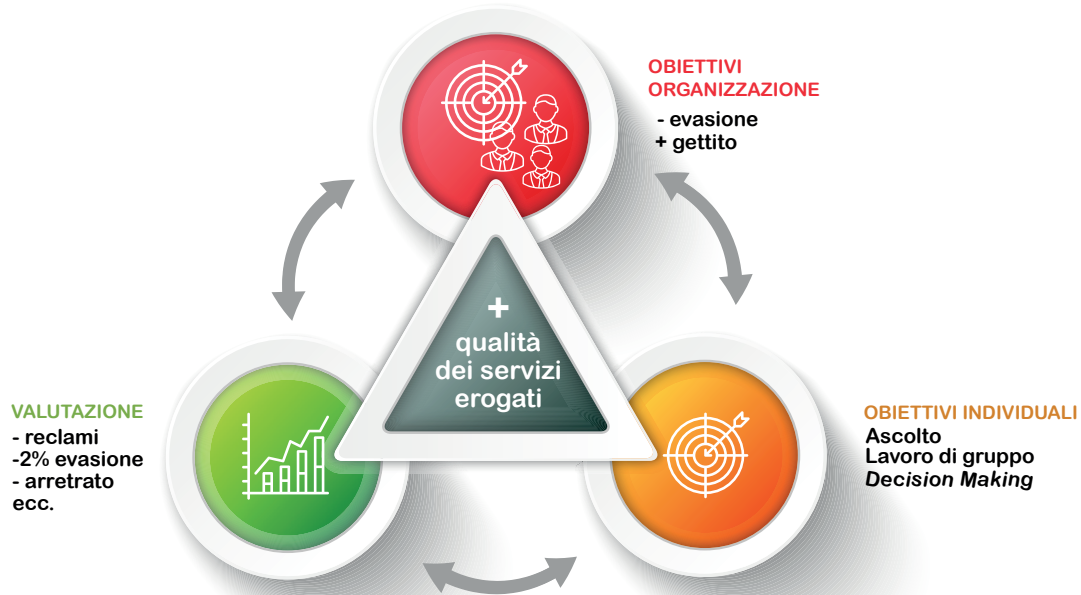 OBIETTIVI
ORGANIZZAZIONE
- evasione
+ gettito
+
qualità
dei servizi
erogati
VALUTAZIONE
- reclami
-2% evasione
- arretrato
ecc.
OBIETTIVI INDIVIDUALI
Ascolto
Lavoro di gruppo
Decision Making